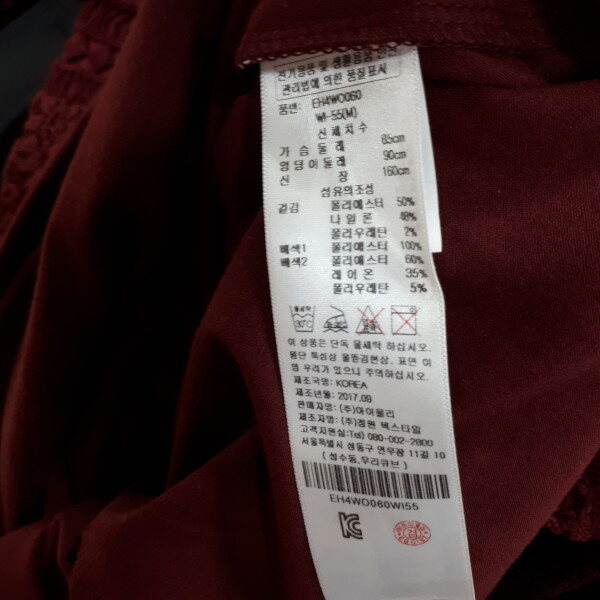 전기용품 및 생활용품 안전
관리법에 의한 품질표시
품번: EH4WO060
WI-55(M)
신체치수
가슴둘레 85cm
엉덩이둘레 90cm
신 장 160cm
섬유의조성
겉감 폴리에스터 50%
나일론 48%
폴리우레탄 2%
배색1 폴리에스터 100%
배색2 폴리에스터 60%
레이온 35%
폴리우레탄 5%
물세탁
30℃
이 상품은 단독 물세탁 하십시오.
원단 특성상 올뜯김현상, 표면 이
염 우려가 있으니 주의하십시오.
제조국명: KOREA
제조년월: 2017.09
판매자명: (주)아이올리
제조자명: (주)정원 텍스타일
고객지원실:Tel) 080-002-2800
서울특별시 성동구 연무장 11길 10
(성수동,우리큐브)
EH4WO060WI55